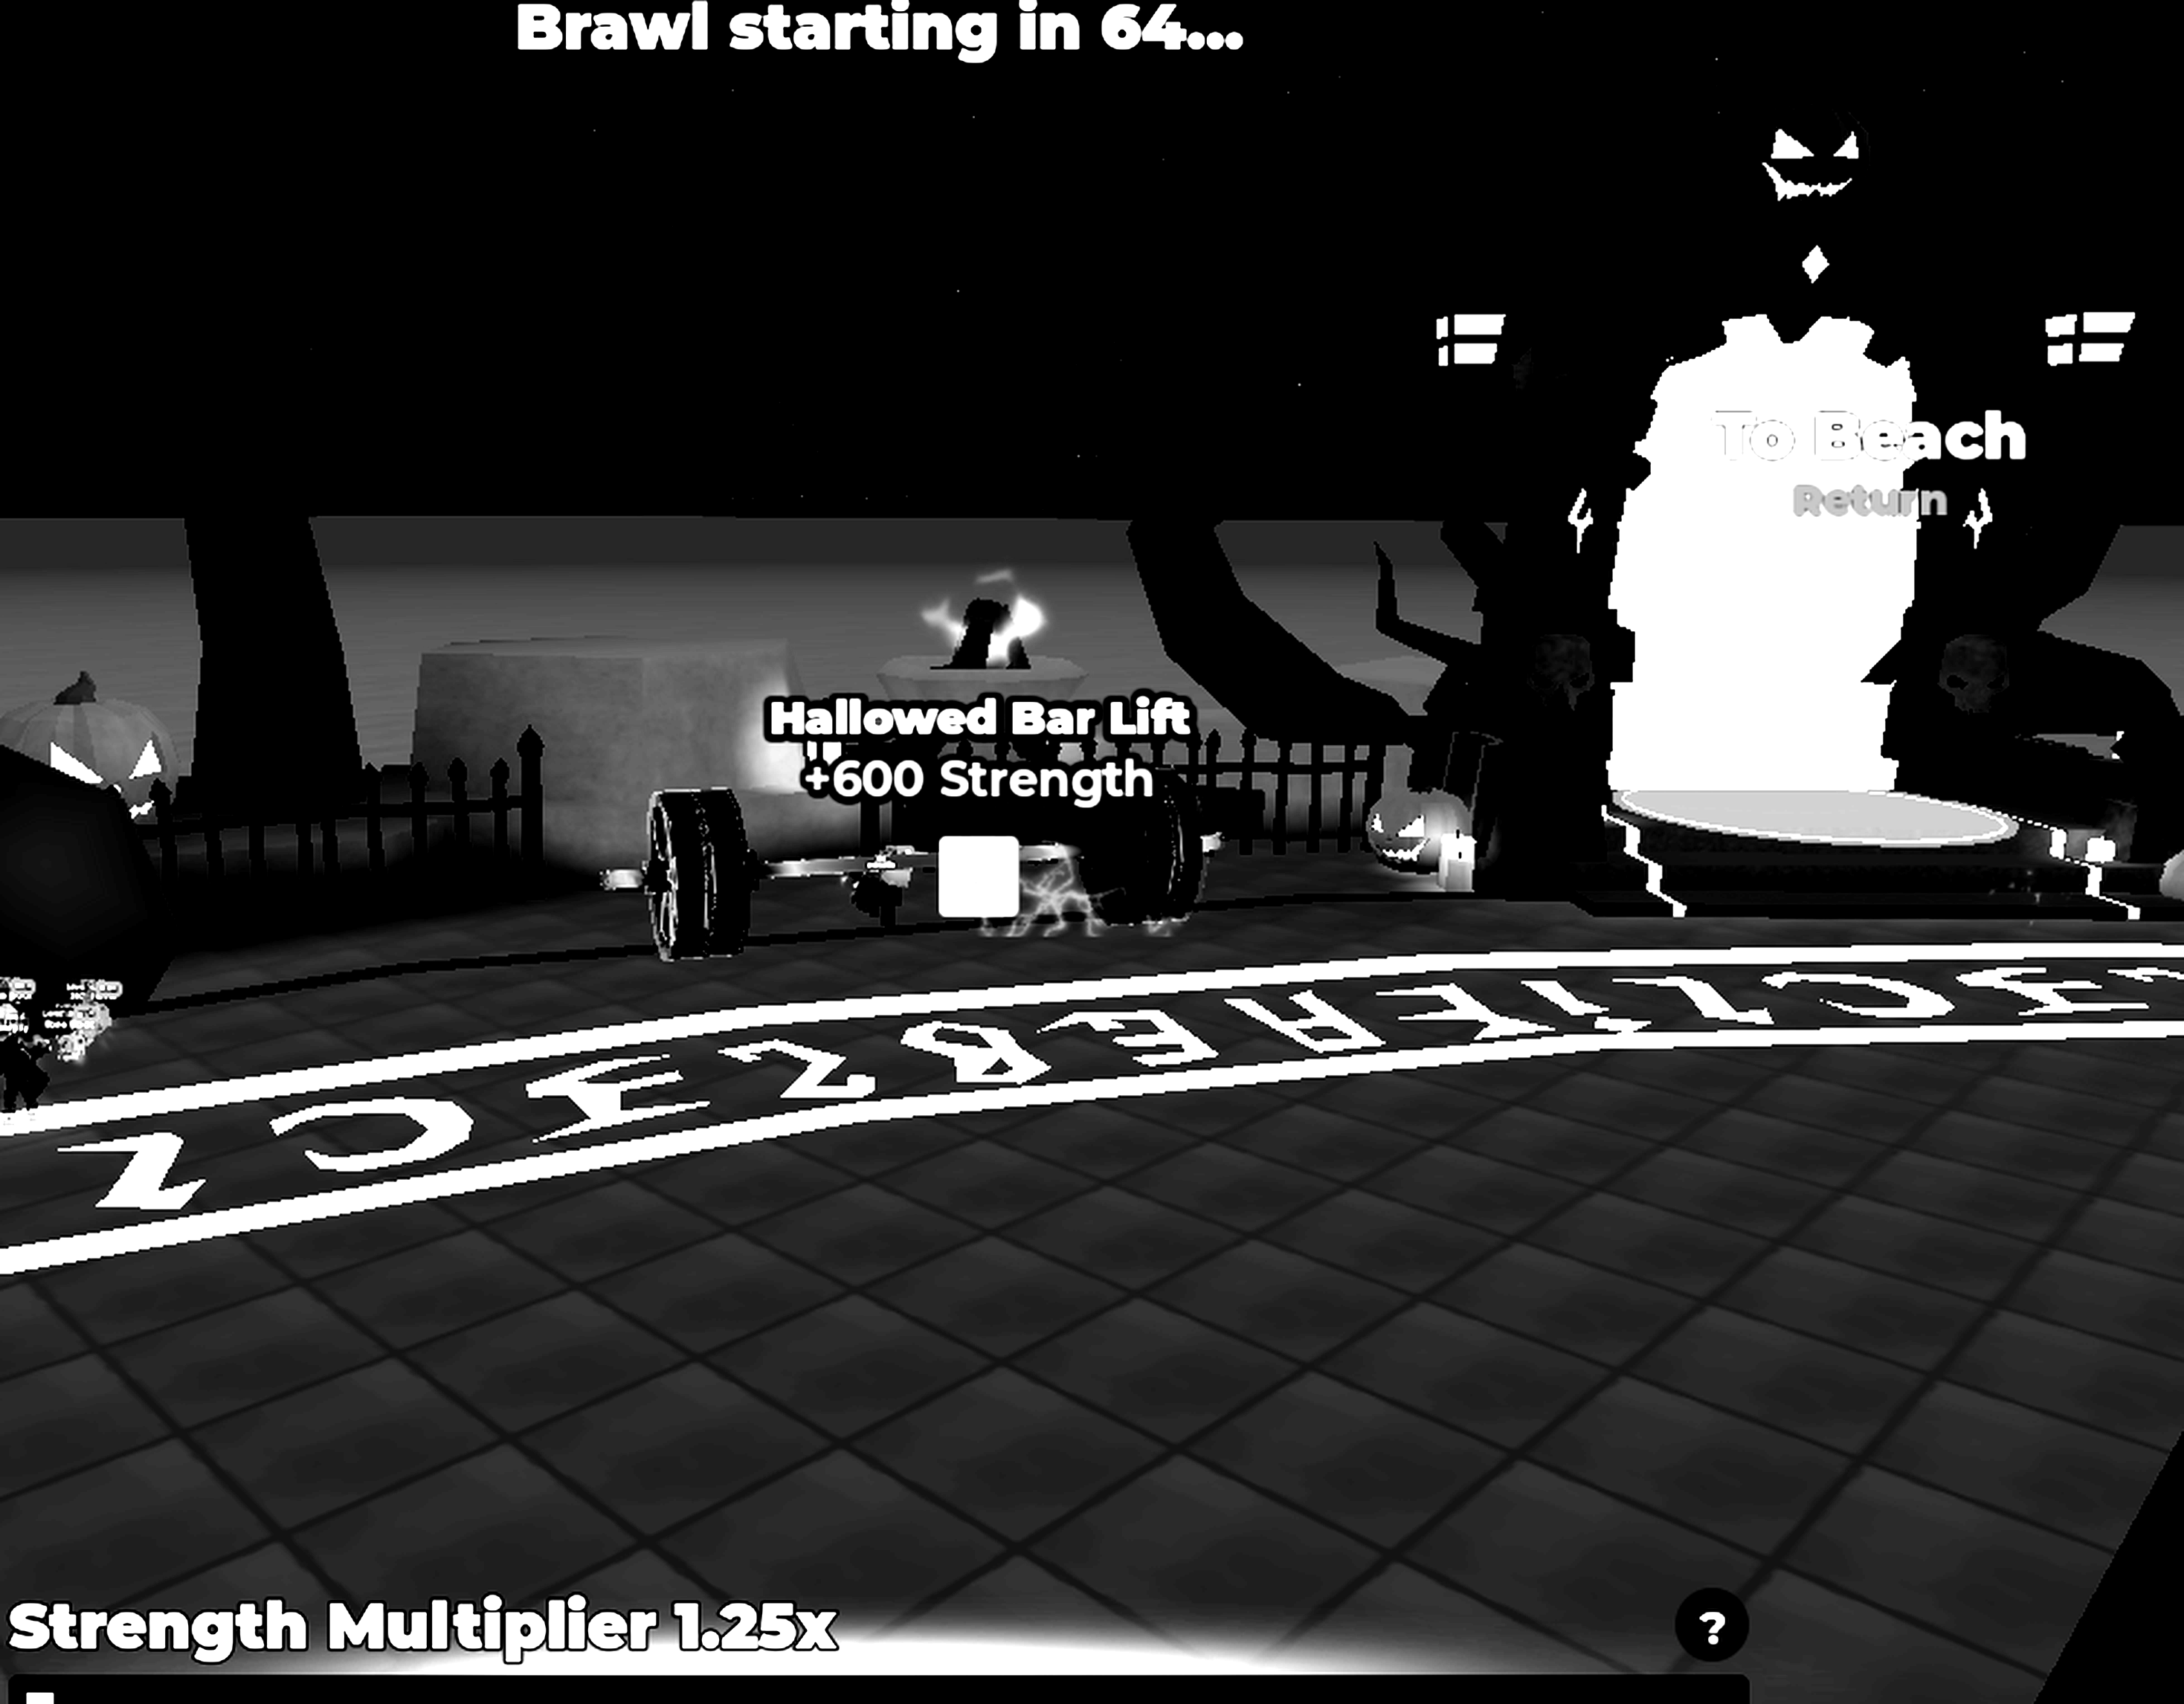 Brawl starting in 64...
To Beach
Return
Hallowed Bar Lift
+600 Strength
Strength Multiplier 1.25x
?